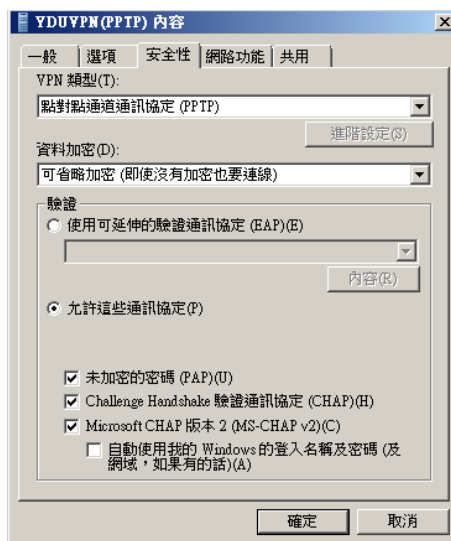 YDUVPN(PPTP) 內容
一般 選項 安全性 網路功能 共用
VPN 類型(T):
點對點通道通訊協定 (PPTP)
進階設定(S)
資料加密(D):
可省略加密 (即使沒有加密也要連線)
驗證
使用可延伸的驗證通訊協定 (EAP)(E)
內容(R)
允許這些通訊協定(P)
未加密的密碼 (PAP)(U)
Challenge Handshake 驗證通訊協定 (CHAP)(H)
Microsoft CHAP 版本 2 (MS-CHAP v2)(C)
自動使用我的 Windows 的登入名稱及密碼 (及
網域，如果有的話)(A)
確定 取消